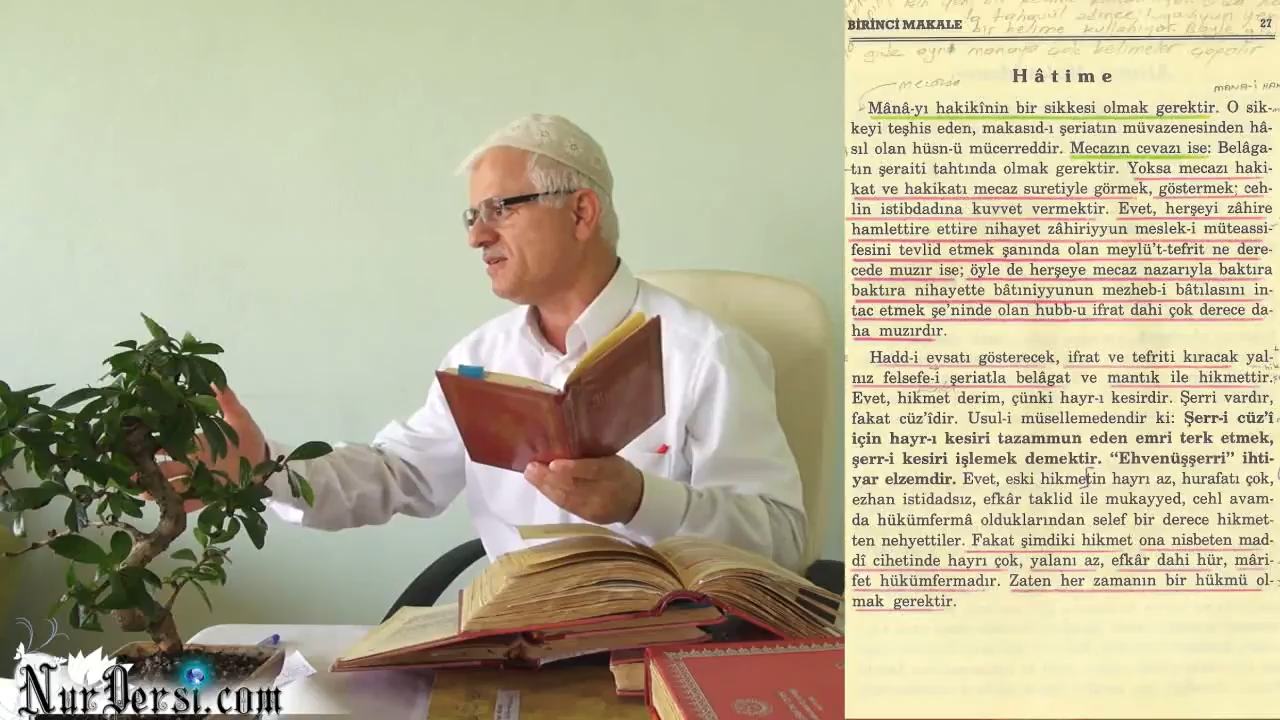 bir kelime kullanıyor. Böyle
BİRİNCİ MAKALE 27
Hâtime
mecazda
Mânâ-yı hakikînin bir sikkesi olmak gerektir. O sik-
keyi teşhis eden, makasıd-ı şeriatın müvazenesinden hâ-
sıl olan hüsn-ü mücerreddir. Mecazın cevazı ise: Belâga-
tın şeraiti tahtında olmak gerektir. Yoksa mecazı haki-
kat ve hakikatı mecaz suretiyle görmek, göstermek; ceh-
lin istibdadına kuvvet vermektir. Evet, herşeyi zâhire
hamlettire ettire nihayet zâhiriyyun meslek-i müteassi-
fesini tevlid etmek şanında olan meylü't-tefrit ne dere-
cede muzır ise; öyle de herşeye mecaz nazarıyla baktıra
baktıra nihayette bâtıniyyunun mezheb-i bâtılasını in-
tac etmek şe'ninde olan hubb-u ifrat dahi çok derece da-
ha muzırdır.
Hadd-i evsatı gösterecek, ifrat ve tefriti kıracak yal-
nız felsefe-i şeriatla belâgat ve mantık ile hikmettir.
Evet, hikmet derim, çünki hayr-ı kesirdir. Şerri vardır,
fakat cüz'îdir. Usul-i müsellemedendir ki: Şerr-i cüz'î
için hayr-ı kesiri tazammun eden emri terk etmek,
şerr-i kesiri işlemek demektir. "Ehvenüşşerri" ihti-
yar elzemdir. Evet, eski hikmetin hayrı az, hurafatı çok,
ezhan istidadsız, efkâr taklid ile mukayyed, cehl avam-
da hükümfermâ olduklarından selef bir derece hikmet-
ten nehyettiler. Fakat şimdiki hikmet ona nisbeten mad-
dî cihetinde hayrı çok, yalanı az, efkâr dahi hür, mâri-
fet hükümfermadır. Zaten her zamanın bir hükmü ol-
mak gerektir.
NurDersi.com